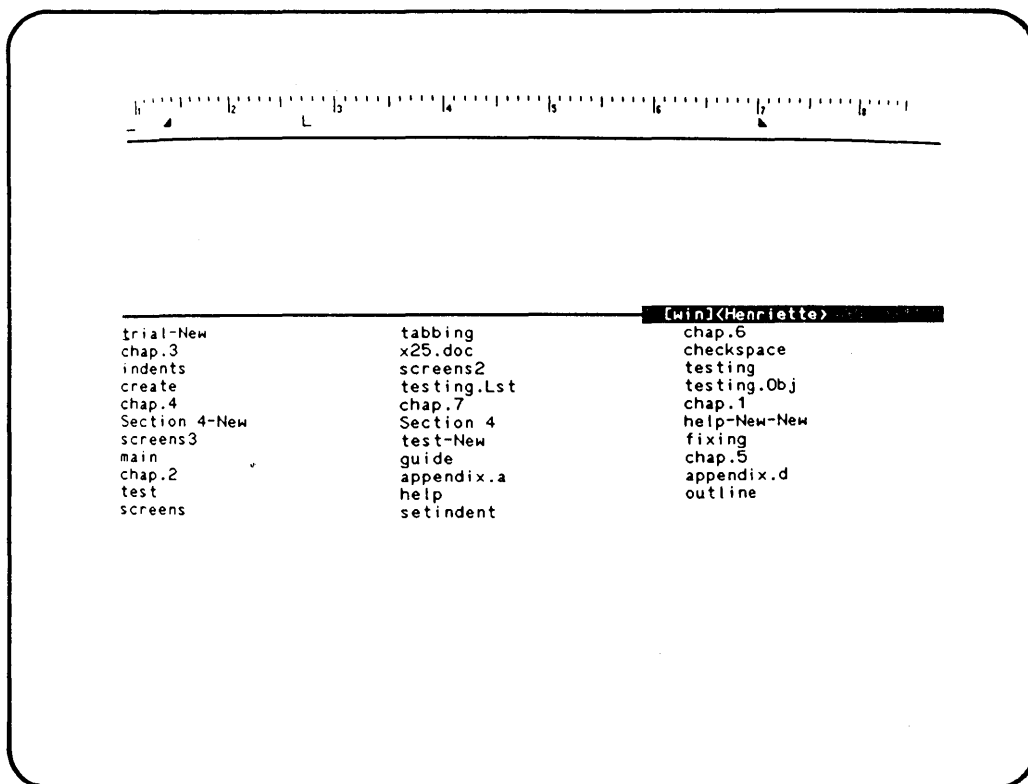 1 2 3 4 5 6 7 8
L
[win]<Henriette>
trial-New tabbing chap.6
chap.3 x25.doc checkspace
indents screens2 testing
create testing.Lst testing.Obj
chap.4 chap.7 chap.1
Section 4-New Section 4 help-New-New
screens3 test-New fixing
main guide chap.5
chap.2 appendix.a appendix.d
test help outline
screens setindent